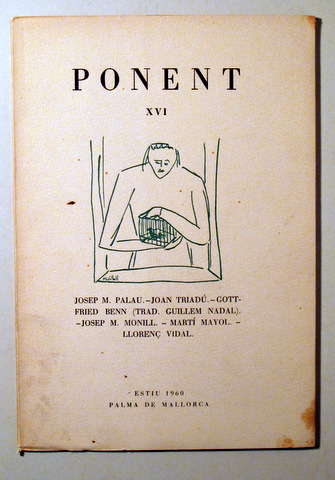 PONENT
XVI
JOSEP M. PALAU.-JOAN TRIADÚ.-GOTT-
FRIED BENN (TRAD. GUILLEM NADAL).
-JOSEP M. MONILL. - MARTÍ MAYOL. -
LLORENÇ VIDAL.
ESTIU 1960
PALMA DE MALLORCA